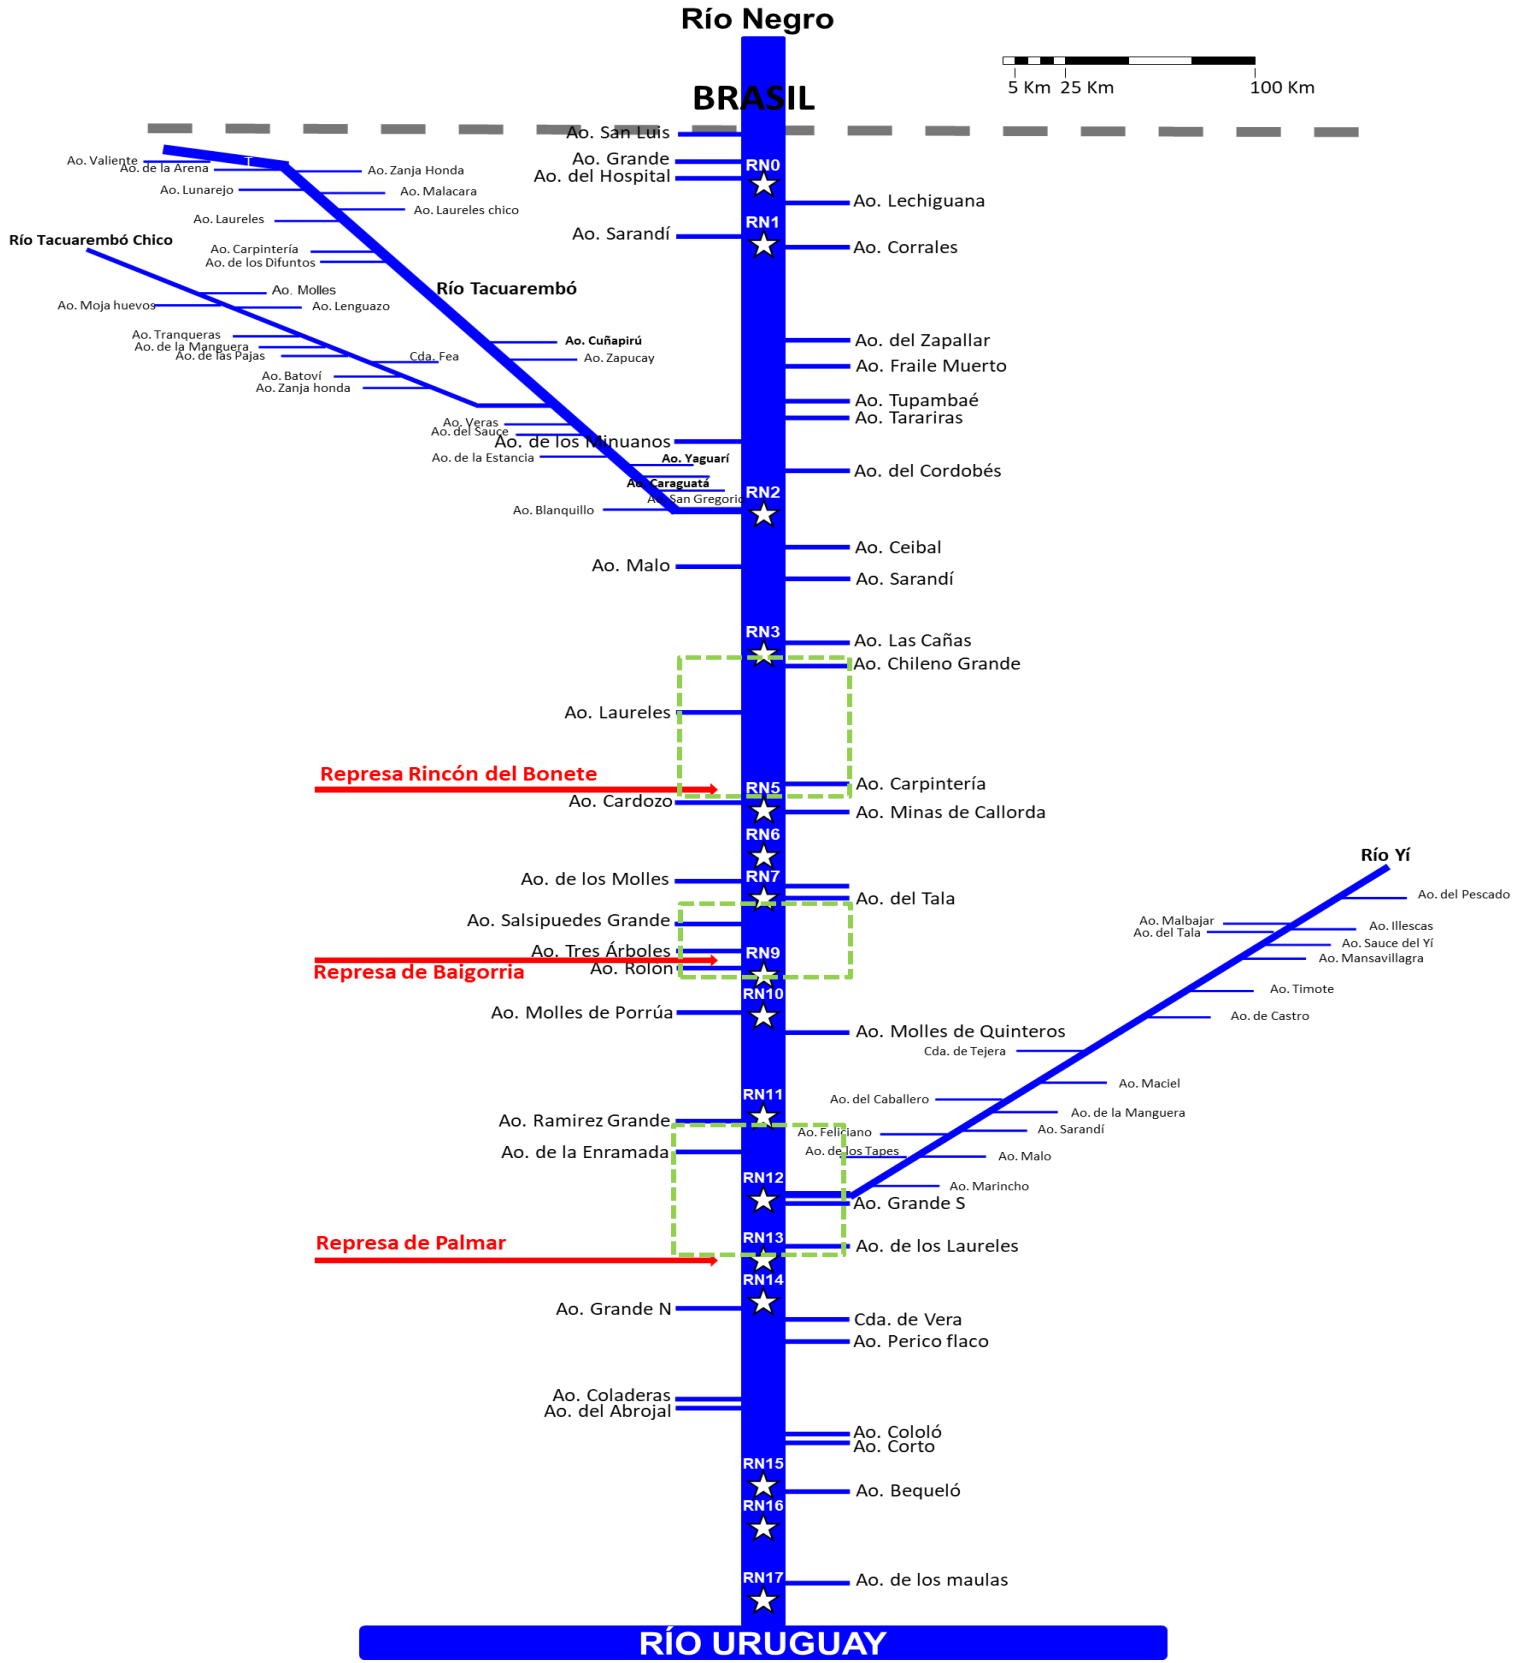 Río Negro
5 Km 25 Km 100 Km
BRASIL
Ao. San Luis
Ao. Grande
Ao. del Hospital
RN0
Ao. Lechiguana
RN1
Ao. Sarandí
Ao. Corrales
Ao. Valiente
Ao. de la Arena
T
Ao. Zanja Honda
Ao. Lunarejo
Ao. Malacara
Ao. Laureles chico
Ao. Laureles
Río Tacuarembó Chico
Ao. Carpintería
Ao. de los Difuntos
Río Tacuarembó
Ao. Molles
Ao. Moja huevos
Ao. Lenguazo
Ao. Tranqueras
Ao. de la Manguera
Ao. de las Pajas
Cda. Fea
Ao. Batoví
Ao. Zanja honda
Ao. Cuñapirú
Ao. Zapucay
Ao. del Zapallar
Ao. Fraile Muerto
Ao. Tupambaé
Ao. Tarariras
Ao. Veras
Ao. del Sauce
Ao. de los Minuanos
Ao. de la Estancia
Ao. Yaguarí
Ao. Caraguatá
Ao. San Gregorio
Ao. Blanquillo
Ao. del Cordobés
RN2
Ao. Ceibal
Ao. Malo
Ao. Sarandí
RN3
Ao. Las Cañas
Ao. Chileno Grande
Ao. Laureles
Represa Rincón del Bonete
Ao. Carpintería
RN5
Ao. Cardozo
Ao. Minas de Callorda
RN6
RN7
Ao. de los Molles
Ao. del Tala
Ao. Salsipuedes Grande
Ao. Tres Árboles
RN9
Represa de Baigorria
Ao. Rolón
RN10
Ao. Molles de Porrúa
Ao. Molles de Quinteros
Río Yí
Ao. del Pescado
Ao. Malbajar
Ao. del Tala
Ao. Illescas
Ao. Sauce del Yí
Ao. Mansavillagra
Ao. Timote
Ao. de Castro
Cda. de Tejera
Ao. Maciel
Ao. del Caballero
Ao. de la Manguera
Ao. Feliciano
Ao. Sarandí
Ao. de los Tapes
Ao. Malo
Ao. Marincho
RN11
Ao. Ramirez Grande
Ao. de la Enramada
RN12
Ao. Grande S
RN13
Ao. de los Laureles
Represa de Palmar
RN14
Ao. Grande N
Cda. de Vera
Ao. Perico flaco
Ao. Coladeras
Ao. del Abrojal
Ao. Cololó
Ao. Corto
RN15
Ao. Bequeló
RN16
RN17
Ao. de los maulas
RÍO URUGUAY